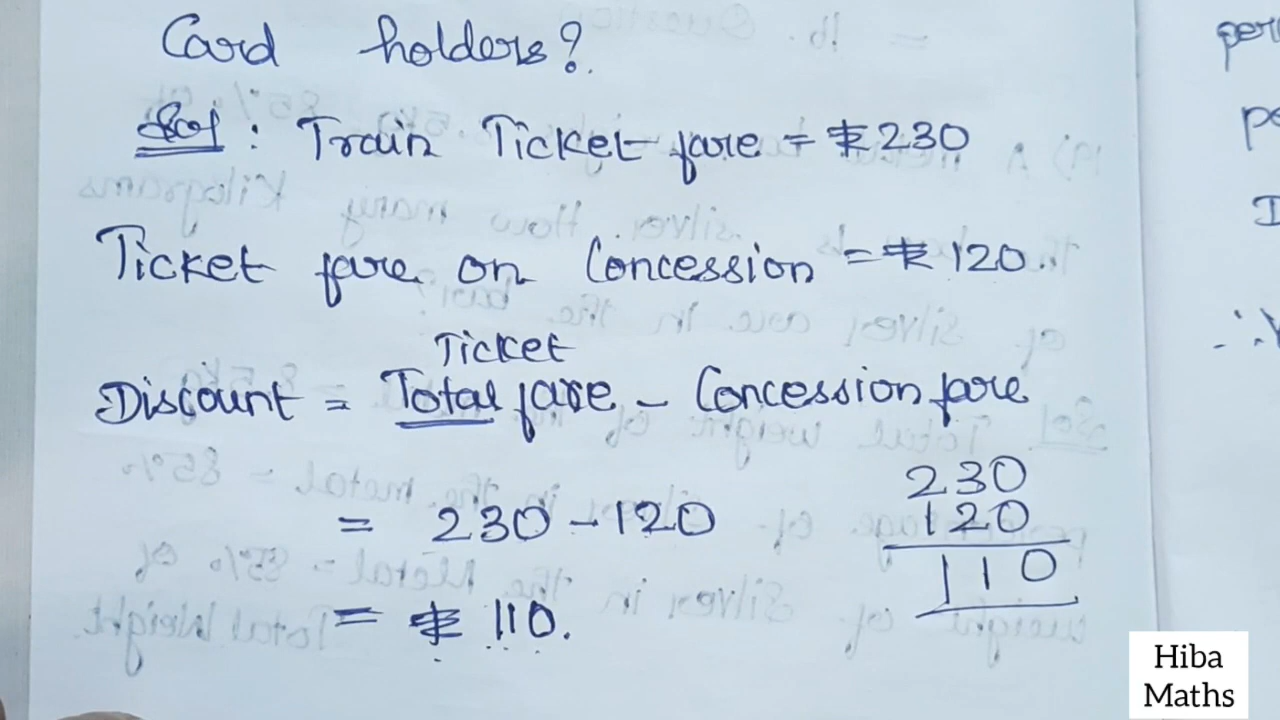 Card holders?
Sol: Train Ticket fare = ₹230
Ticket fare on Concession = ₹ 120.
Ticket
Discount = Total fare - Concession fare
= 230 - 120
= ₹ 110.
230
120
110
per
Hiba
Maths